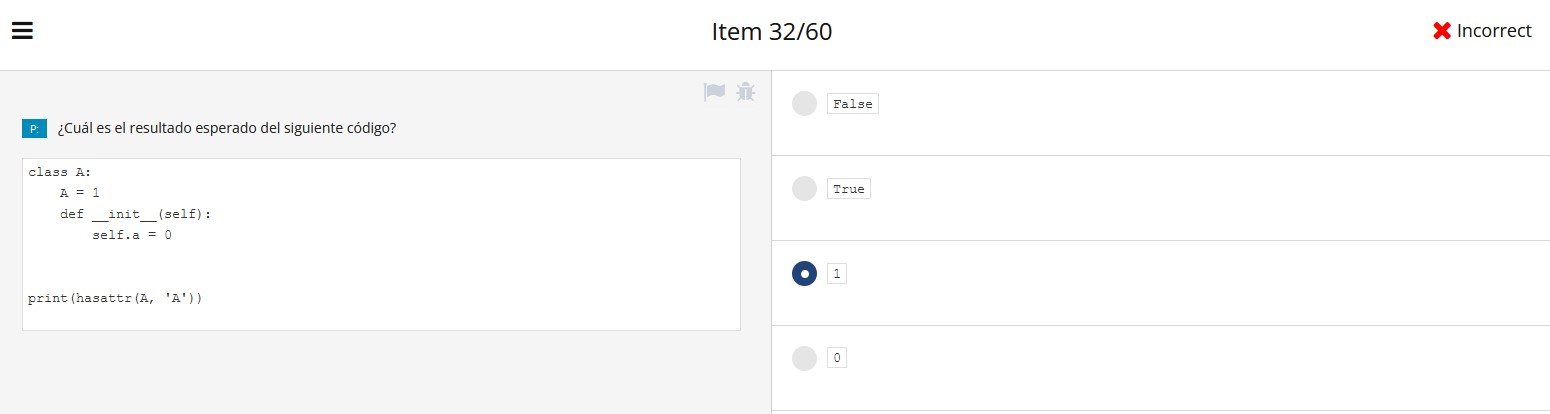 Item 32/60
Incorrect
P: ¿Cuál es el resultado esperado del siguiente código?
class A:
    A = 1
    def __init__(self):
        self.a = 0
print(hasattr(A, 'A'))
False
True
1
0